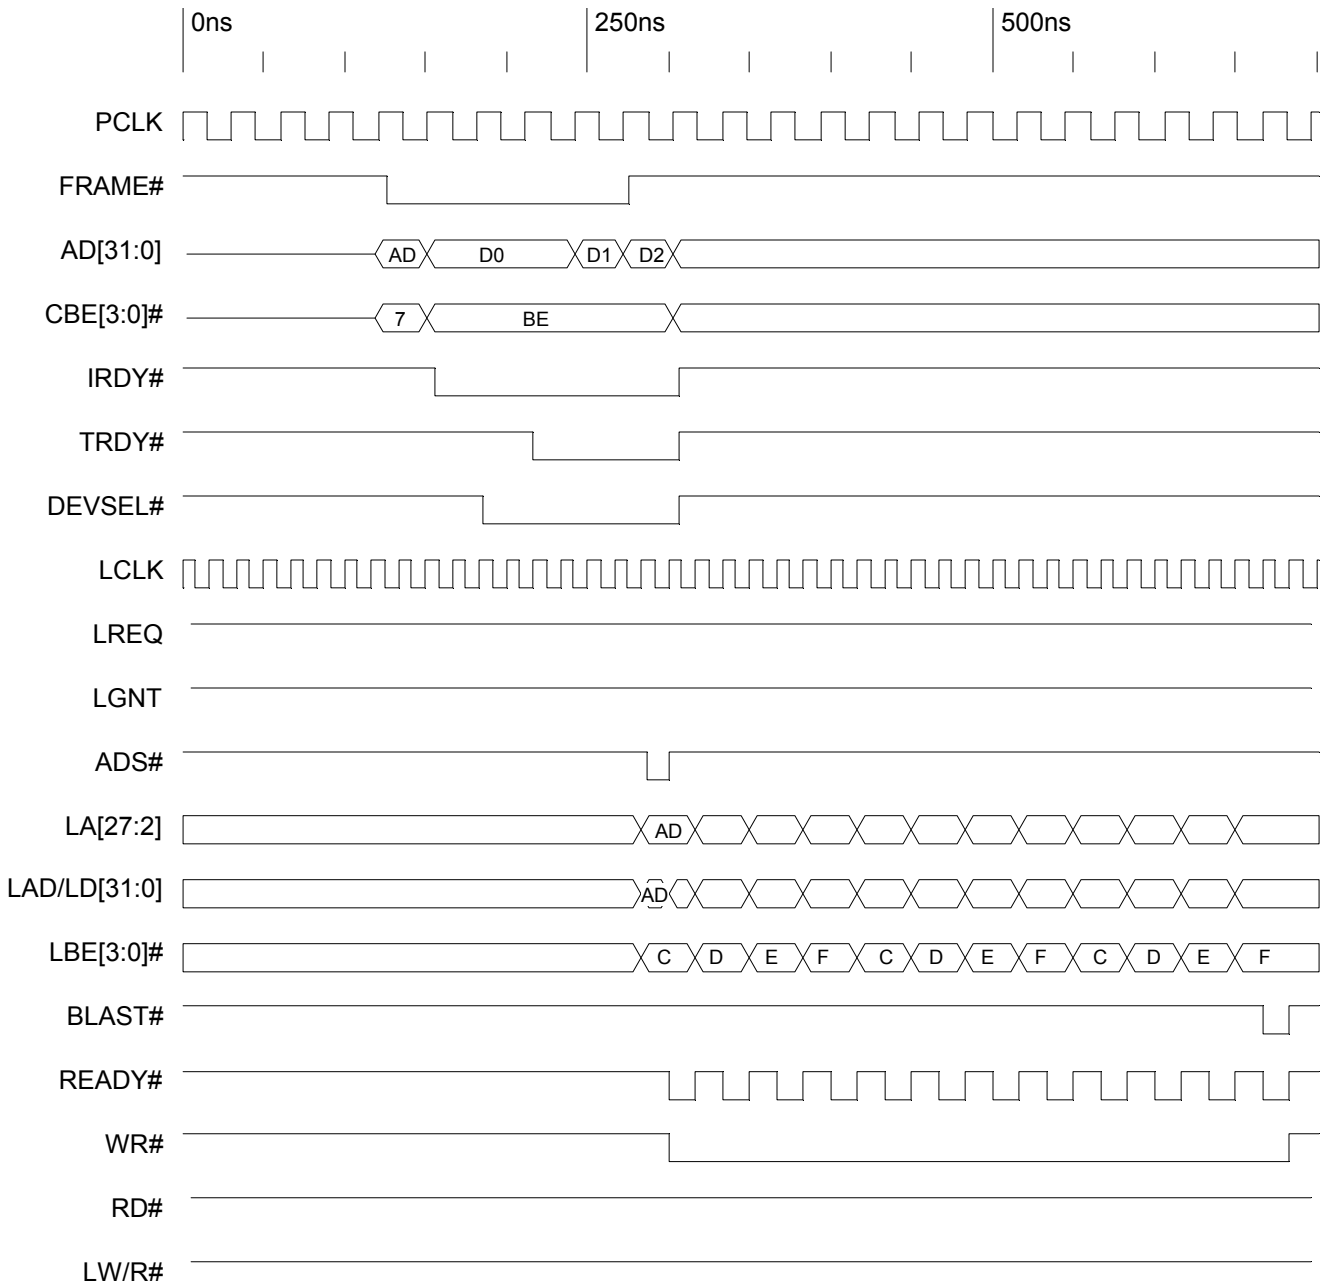 0ns 250ns 500ns
PCLK
FRAME#
AD[31:0] AD D0 D1 D2
CBE[3:0]# 7 BE
IRDY#
TRDY#
DEVSEL#
LCLK
LREQ
LGNT
ADS#
LA[27:2] AD
LAD/LD[31:0] AD
LBE[3:0]# C D E F C D E F C D E F
BLAST#
READY#
WR#
RD#
LW/R#